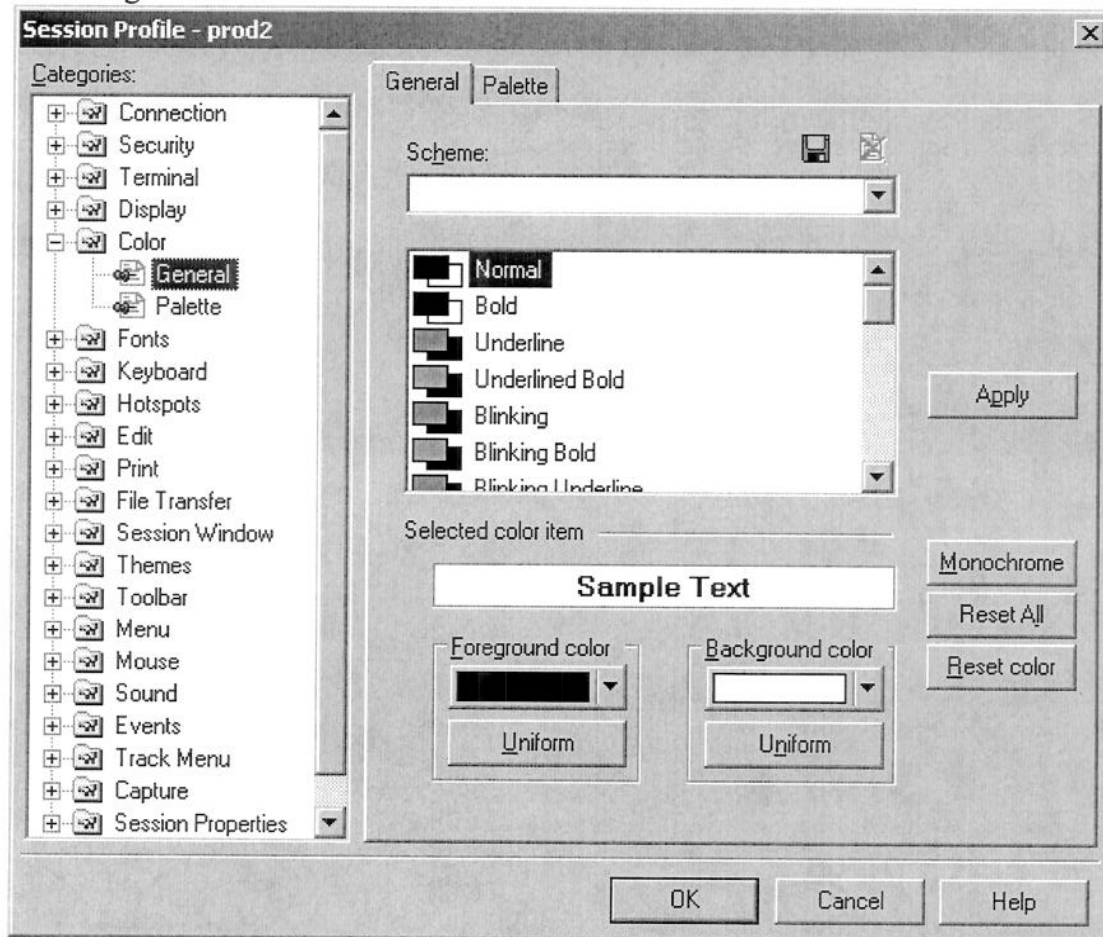 Session Profile - prod2
Categories:
Connection
Security
Terminal
Display
Color
General
Palette
Fonts
Keyboard
Hotspots
Edit
Print
File Transfer
Session Window
Themes
Toolbar
Menu
Mouse
Sound
Events
Track Menu
Capture
Session Properties
General
Palette
Scheme:
Normal
Bold
Underline
Underlined Bold
Blinking
Blinking Bold
Blinking Underline
Apply
Selected color item
Sample Text
Foreground color
Uniform
Background color
Uniform
Monochrome
Reset All
Reset color
OK
Cancel
Help